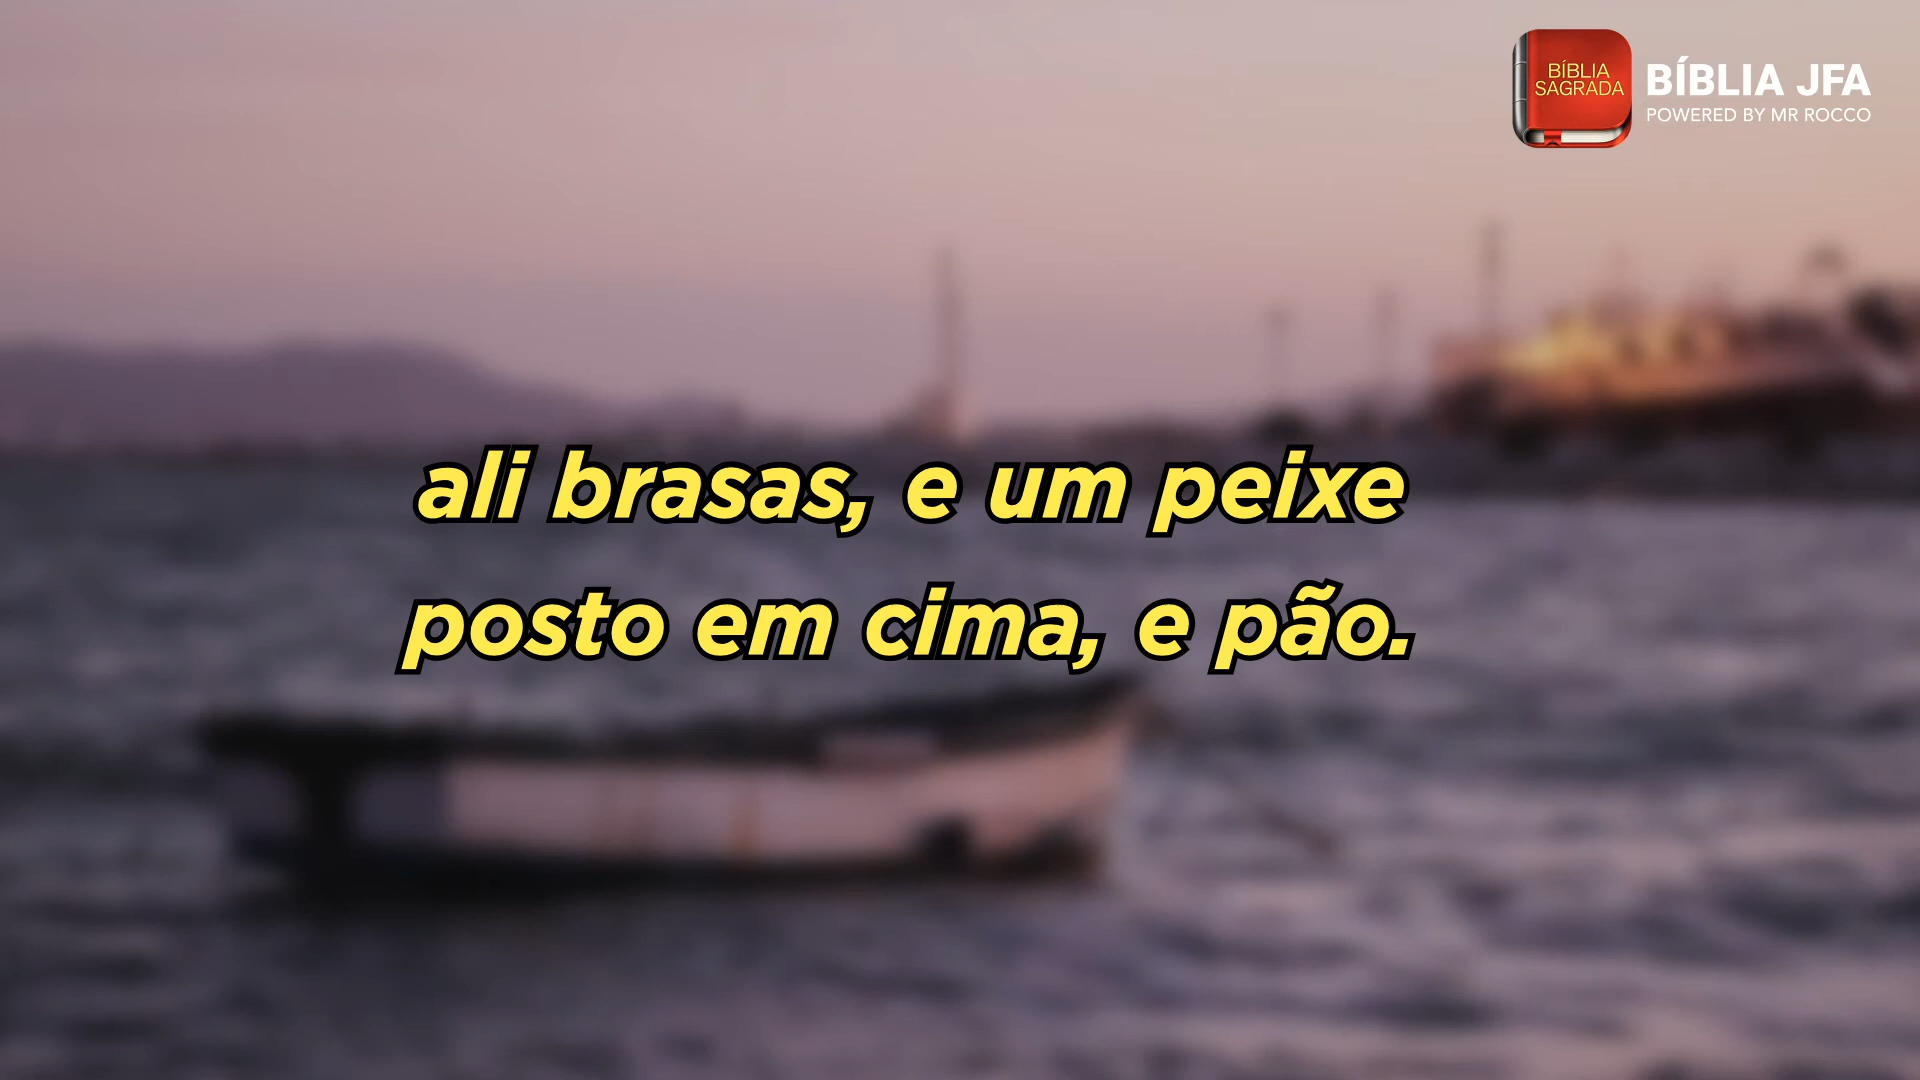 BÍBLIA
SAGRADA
BÍBLIA JFA
POWERED BY MR ROCCO
ali brasas, e um peixe
posto em cima, e pão.